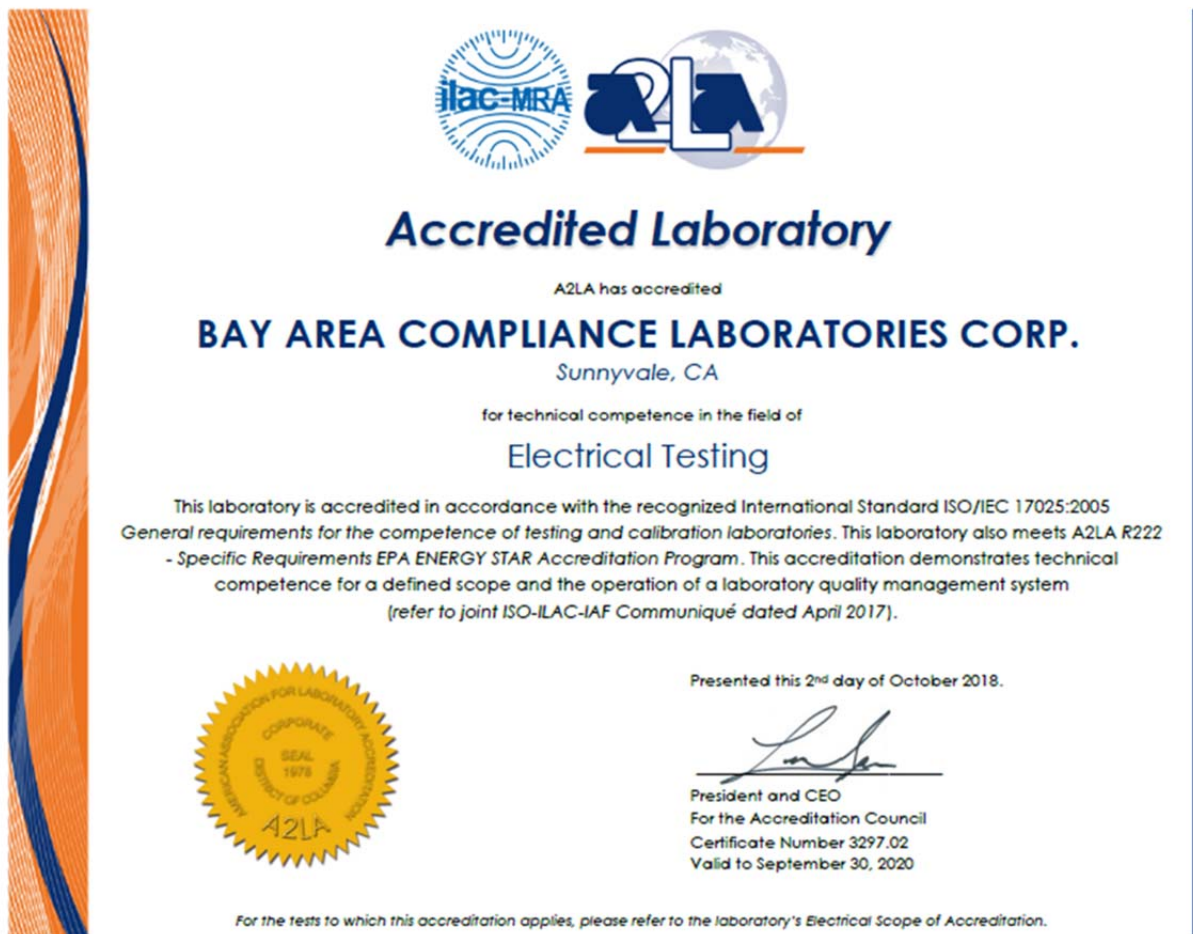 ilac-MRA
A2LA
Accredited Laboratory
A2LA has accredited
BAY AREA COMPLIANCE LABORATORIES CORP.
Sunnyvale, CA
for technical competence in the field of
Electrical Testing
This laboratory is accredited in accordance with the recognized International Standard ISO/IEC 17025:2005
General requirements for the competence of testing and calibration laboratories. This laboratory also meets A2LA R222
- Specific Requirements EPA ENERGY STAR Accreditation Program. This accreditation demonstrates technical
competence for a defined scope and the operation of a laboratory quality management system
(refer to joint ISO-ILAC-IAF Communiqué dated April 2017).
AMERICAN ASSOCIATION FOR LABORATORY ACCREDITATION
CORPORATE
SEAL
1978
DISTRICT OF COLUMBIA
A2LA
Presented this 2nd day of October 2018.
President and CEO
For the Accreditation Council
Certificate Number 3297.02
Valid to September 30, 2020
For the tests to which this accreditation applies, please refer to the laboratory's Electrical Scope of Accreditation.